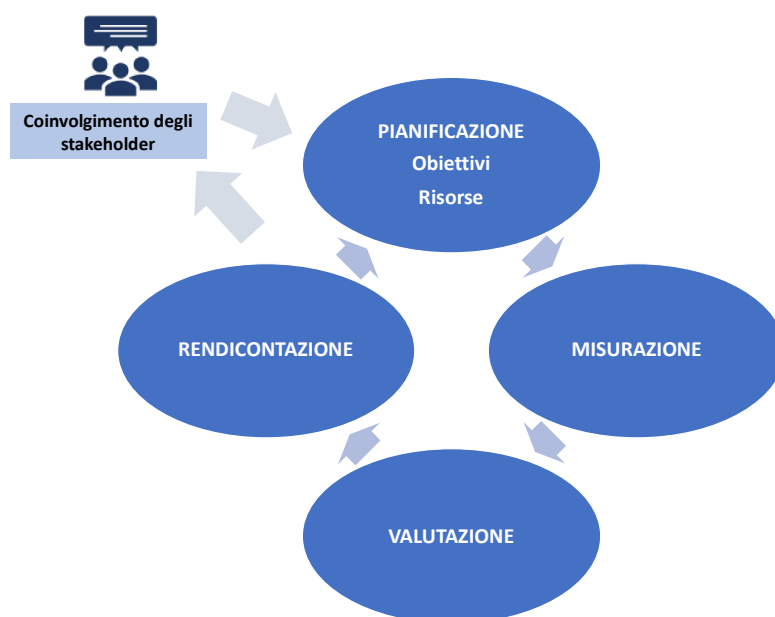 Coinvolgimento degli
stakeholder
PIANIFICAZIONE
Obiettivi
Risorse
RENDICONTAZIONE
MISURAZIONE
VALUTAZIONE